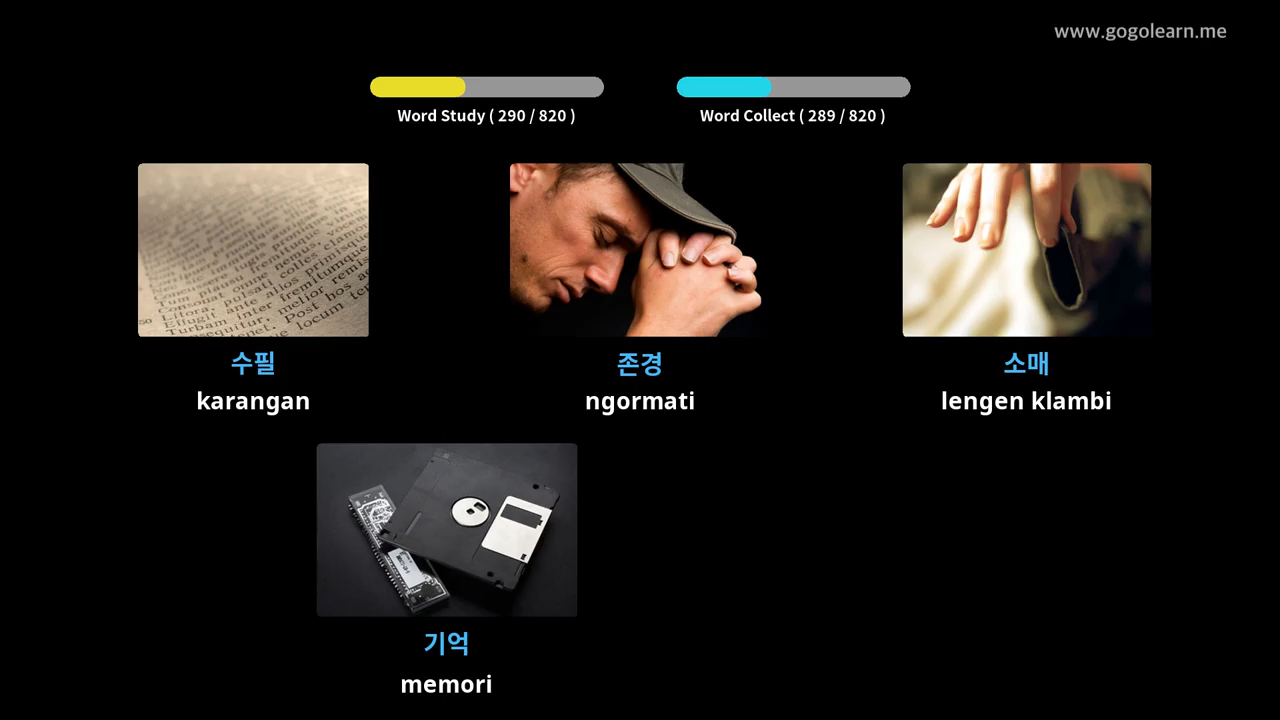 www.gogolearn.me
Word Study ( 290 / 820 )
Word Collect ( 289 / 820 )
수필
karangan
존경
ngormati
소매
lengen klambi
기억
memori